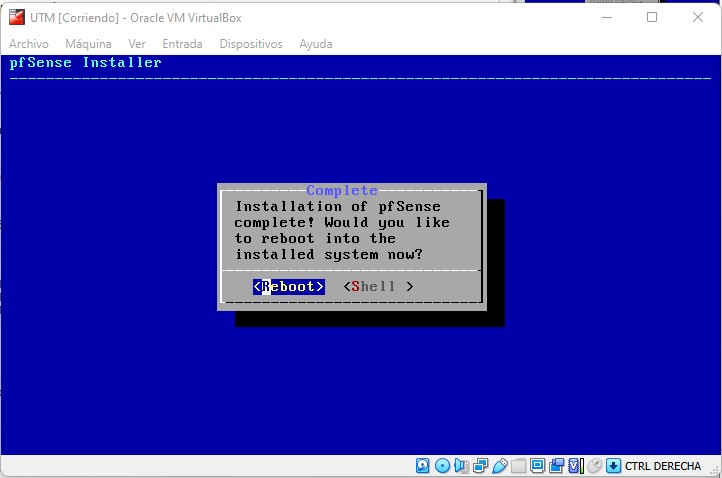 UTM [Corriendo] - Oracle VM VirtualBox
Archivo Máquina Ver Entrada Dispositivos Ayuda
pfSense Installer
Complete
Installation of pfSense
complete! Would you like
to reboot into the
installed system now?
<Reboot> <Shell >
CTRL DERECHA